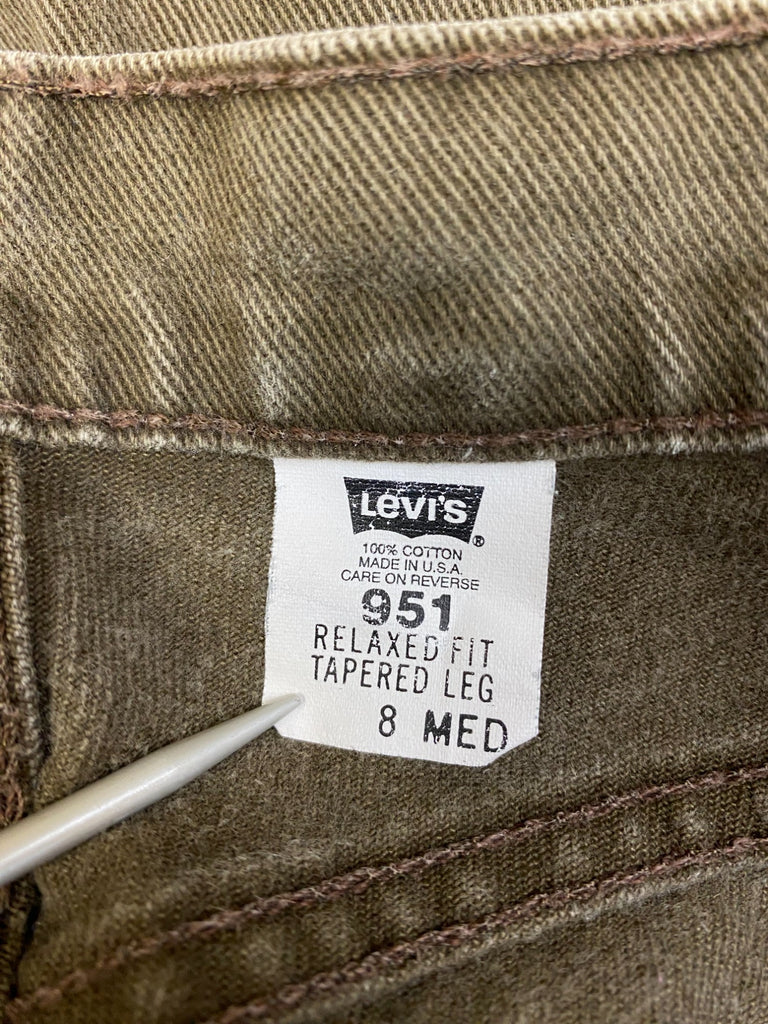 Levi's ®
100% COTTON
MADE IN U.S.A.
CARE ON REVERSE
951
RELAXED FIT
TAPERED LEG
8 MED